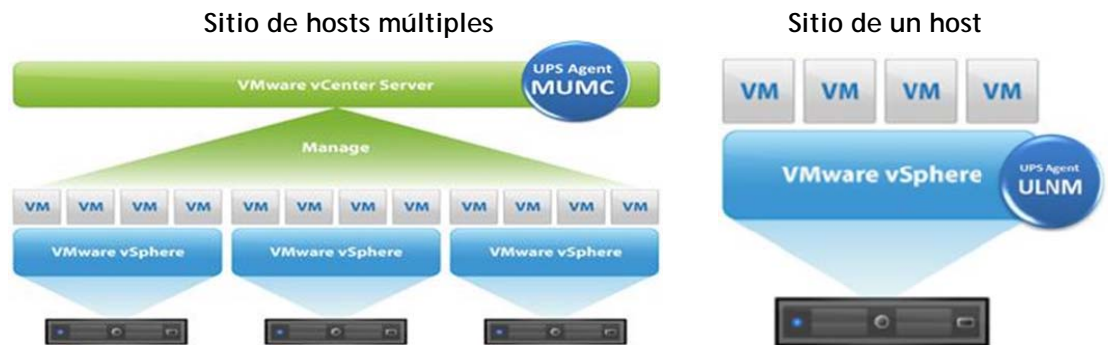 Sitio de hosts múltiples
Sitio de un host
VMware vCenter Server
UPS Agent
MUMC
Manage
VM VM VM VM VM VM VM VM VM VM VM VM
VMware vSphere VMware vSphere VMware vSphere
VM VM VM VM
VMware vSphere
UPS Agent
ULNM